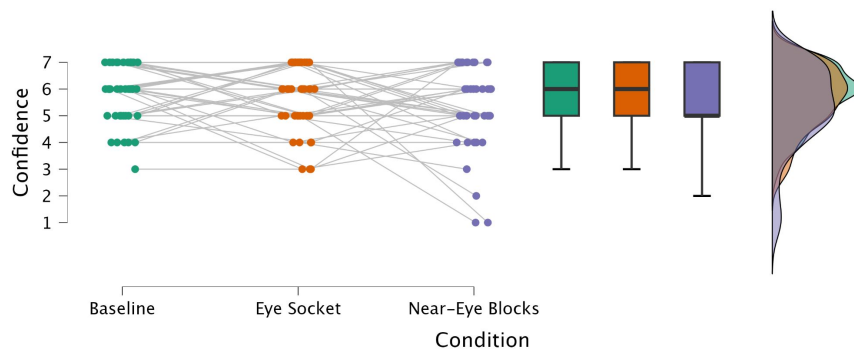 Confidence
7
6
5
4
3
2
1
Baseline
Eye Socket
Near-Eye Blocks
Condition